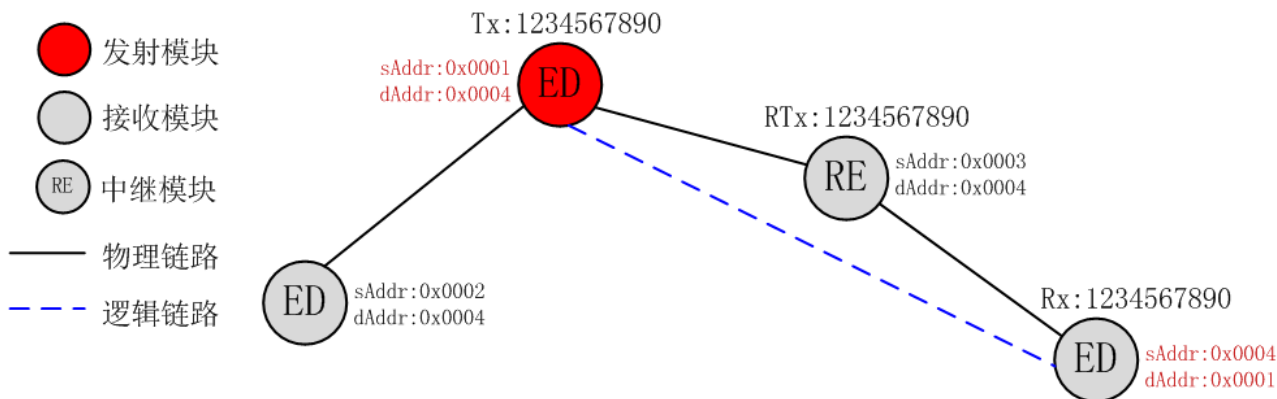 发射模块
接收模块
RE
中继模块
物理链路
逻辑链路
Tx:1234567890
sAddr:0x0001
dAddr:0x0004
ED
RTx:1234567890
RE
sAddr:0x0003
dAddr:0x0004
ED
sAddr:0x0002
dAddr:0x0004
Rx:1234567890
ED
sAddr:0x0004
dAddr:0x0001